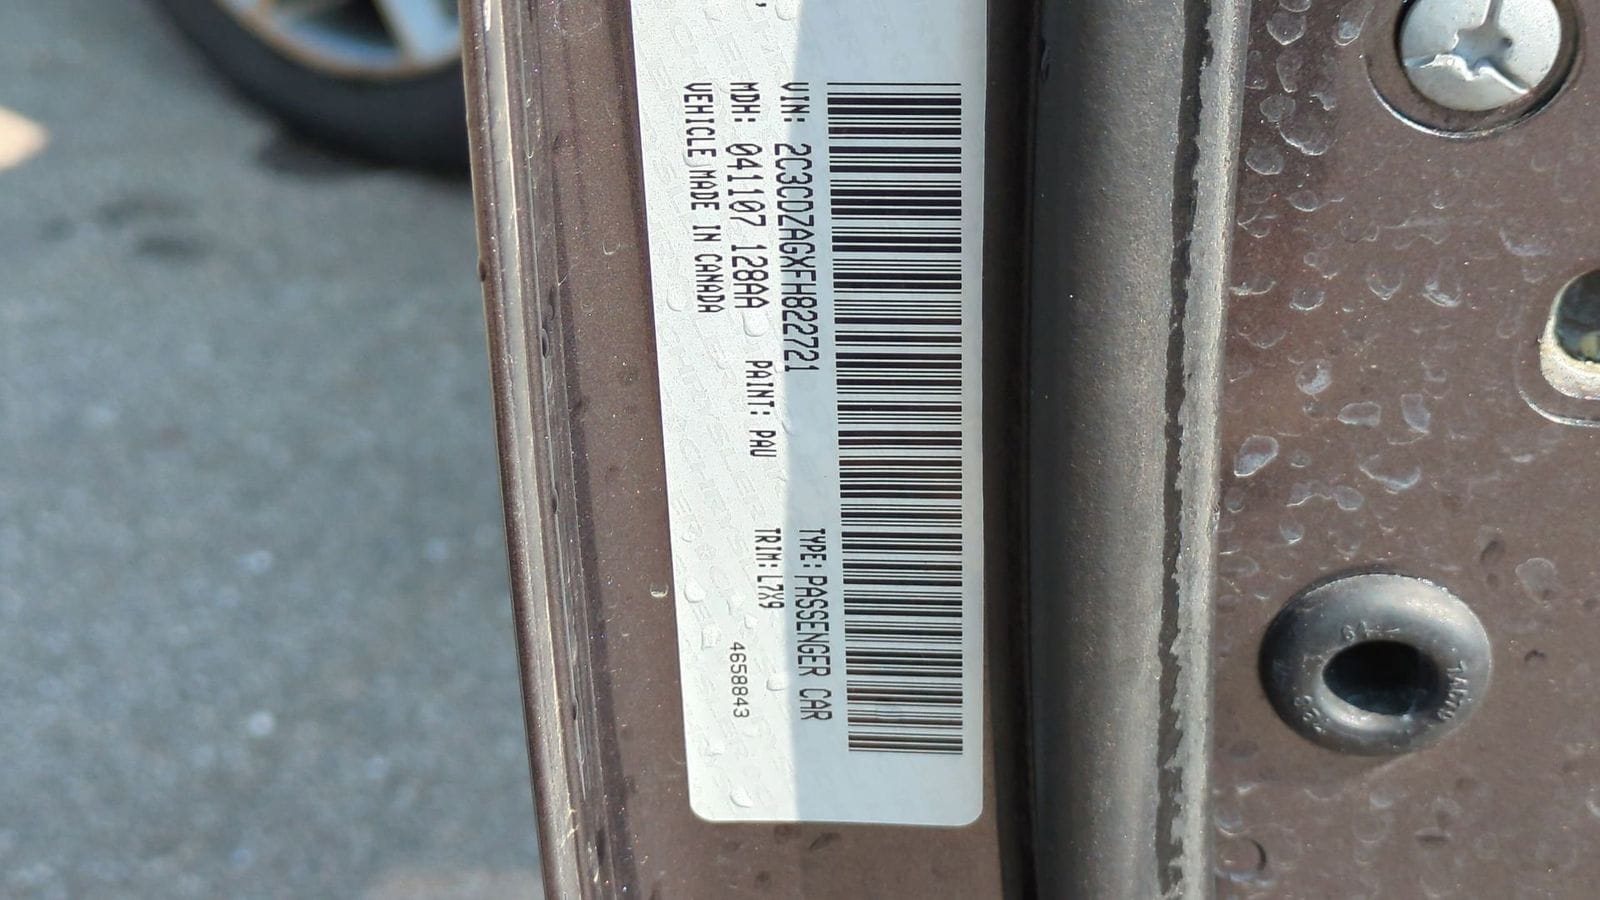 VIN: 2C3CDZAGXFH822721
TYPE: PASSENGER CAR
MDH: 041107 128AA
PAINT: PAU
TRIM: L7X9
VEHICLE MADE IN CANADA
4658843